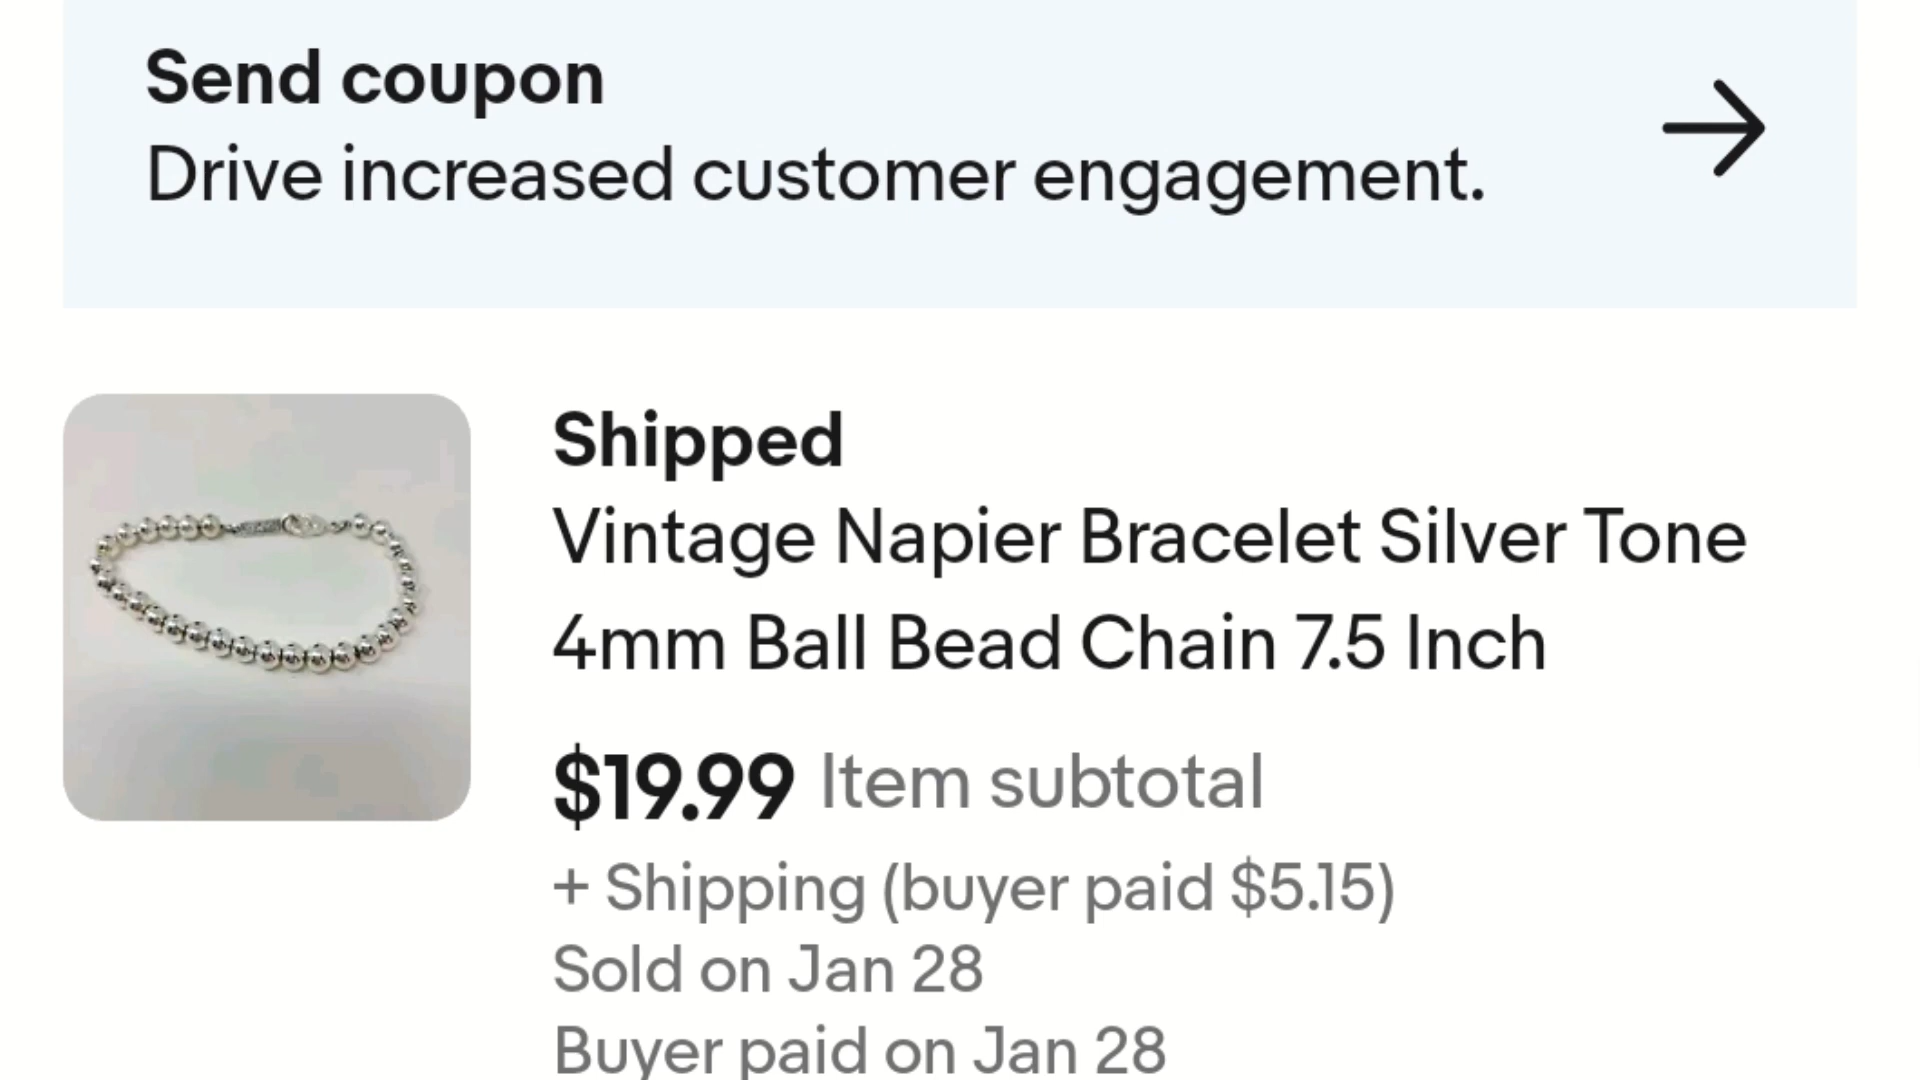 Send coupon
Drive increased customer engagement.
Shipped
Vintage Napier Bracelet Silver Tone
4mm Ball Bead Chain 7.5 Inch
$19.99 Item subtotal
+ Shipping (buyer paid $5.15)
Sold on Jan 28
Buyer paid on Jan 28